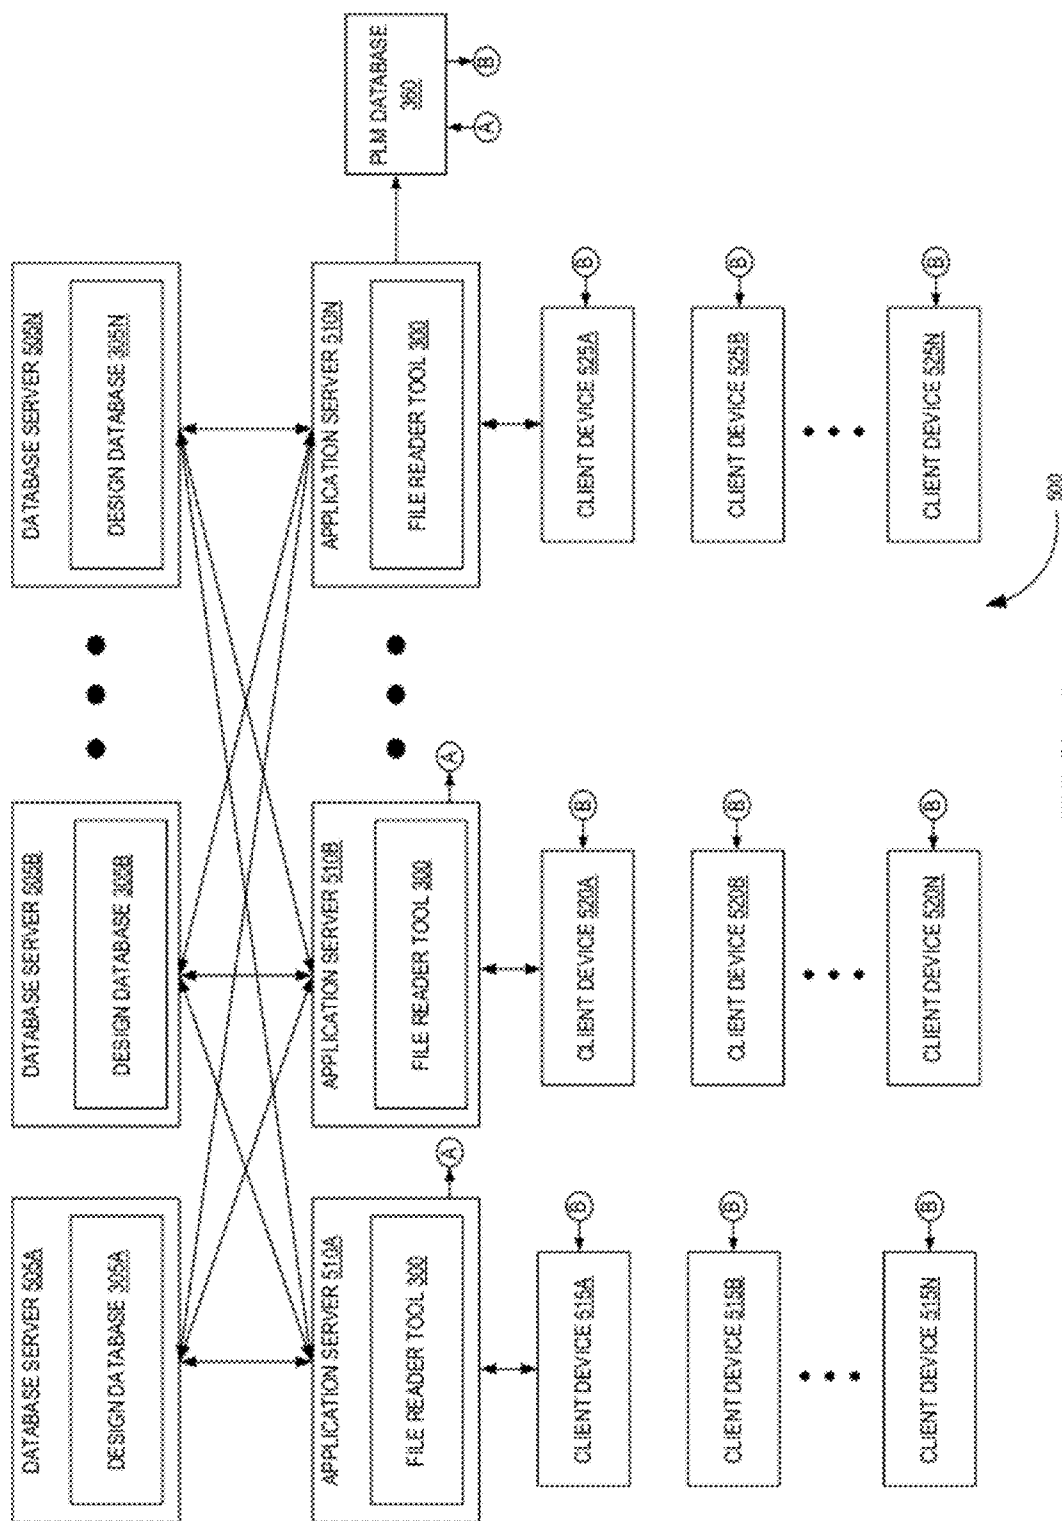 DATABASE SERVER 505A
DESIGN DATABASE 305A
DATABASE SERVER 505B
DESIGN DATABASE 305B
DATABASE SERVER 505N
DESIGN DATABASE 305N
APPLICATION SERVER 510A
FILE READER TOOL 300
A
APPLICATION SERVER 510B
FILE READER TOOL 300
A
APPLICATION SERVER 510N
FILE READER TOOL 300
PLM DATABASE
360
A
B
CLIENT DEVICE 515A
B
CLIENT DEVICE 520A
B
CLIENT DEVICE 525A
B
CLIENT DEVICE 515B
B
CLIENT DEVICE 520B
B
CLIENT DEVICE 525B
B
CLIENT DEVICE 515N
B
CLIENT DEVICE 520N
B
CLIENT DEVICE 525N
B
500